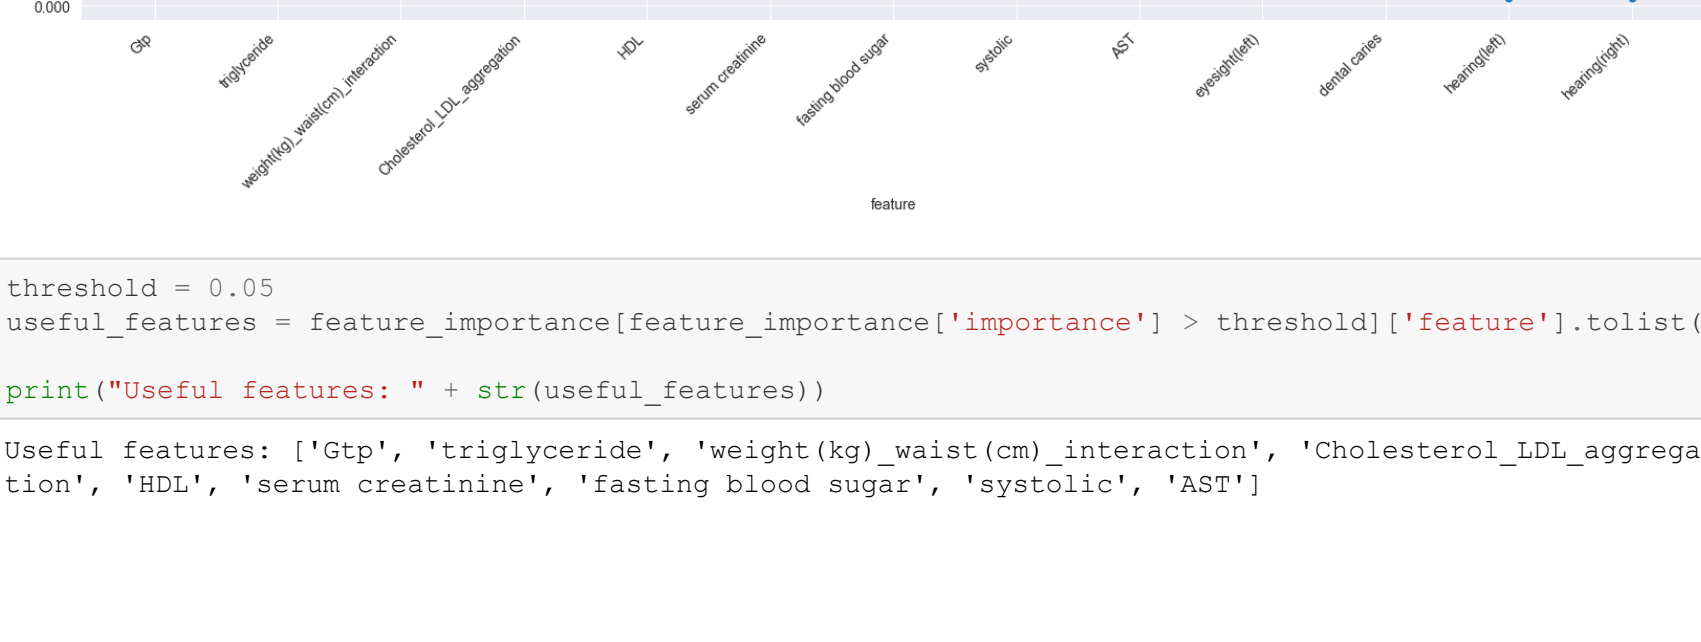 0.000
Gtp
triglyceride
weight(kg)_waist(cm)_interaction
Cholesterol_LDL_aggregation
HDL
serum creatinine
fasting blood sugar
systolic
AST
eyesight(left)
dental caries
hearing(left)
hearing(right)
feature
threshold = 0.05
useful_features = feature_importance[feature_importance['importance'] > threshold]['feature'].tolist(
print("Useful features: " + str(useful_features))
Useful features: ['Gtp', 'triglyceride', 'weight(kg)_waist(cm)_interaction', 'Cholesterol_LDL_aggrega
tion', 'HDL', 'serum creatinine', 'fasting blood sugar', 'systolic', 'AST']